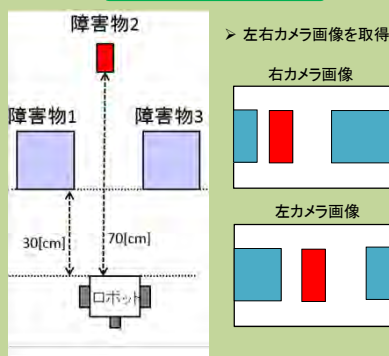 障害物2
障害物1
障害物3
30[cm]
70[cm]
ロボット
➢ 左右カメラ画像を取得
右カメラ画像
左カメラ画像